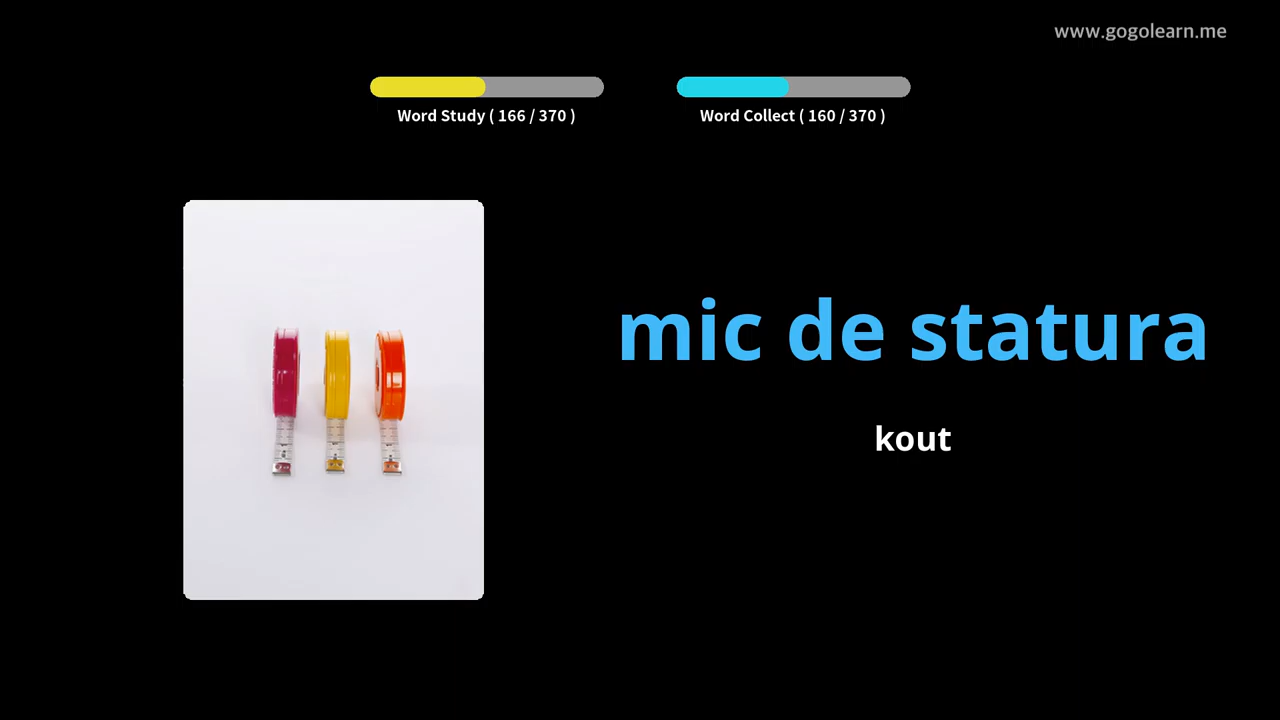 www.gogolearn.me
Word Study ( 166 / 370 )
Word Collect ( 160 / 370 )
mic de statura
kout